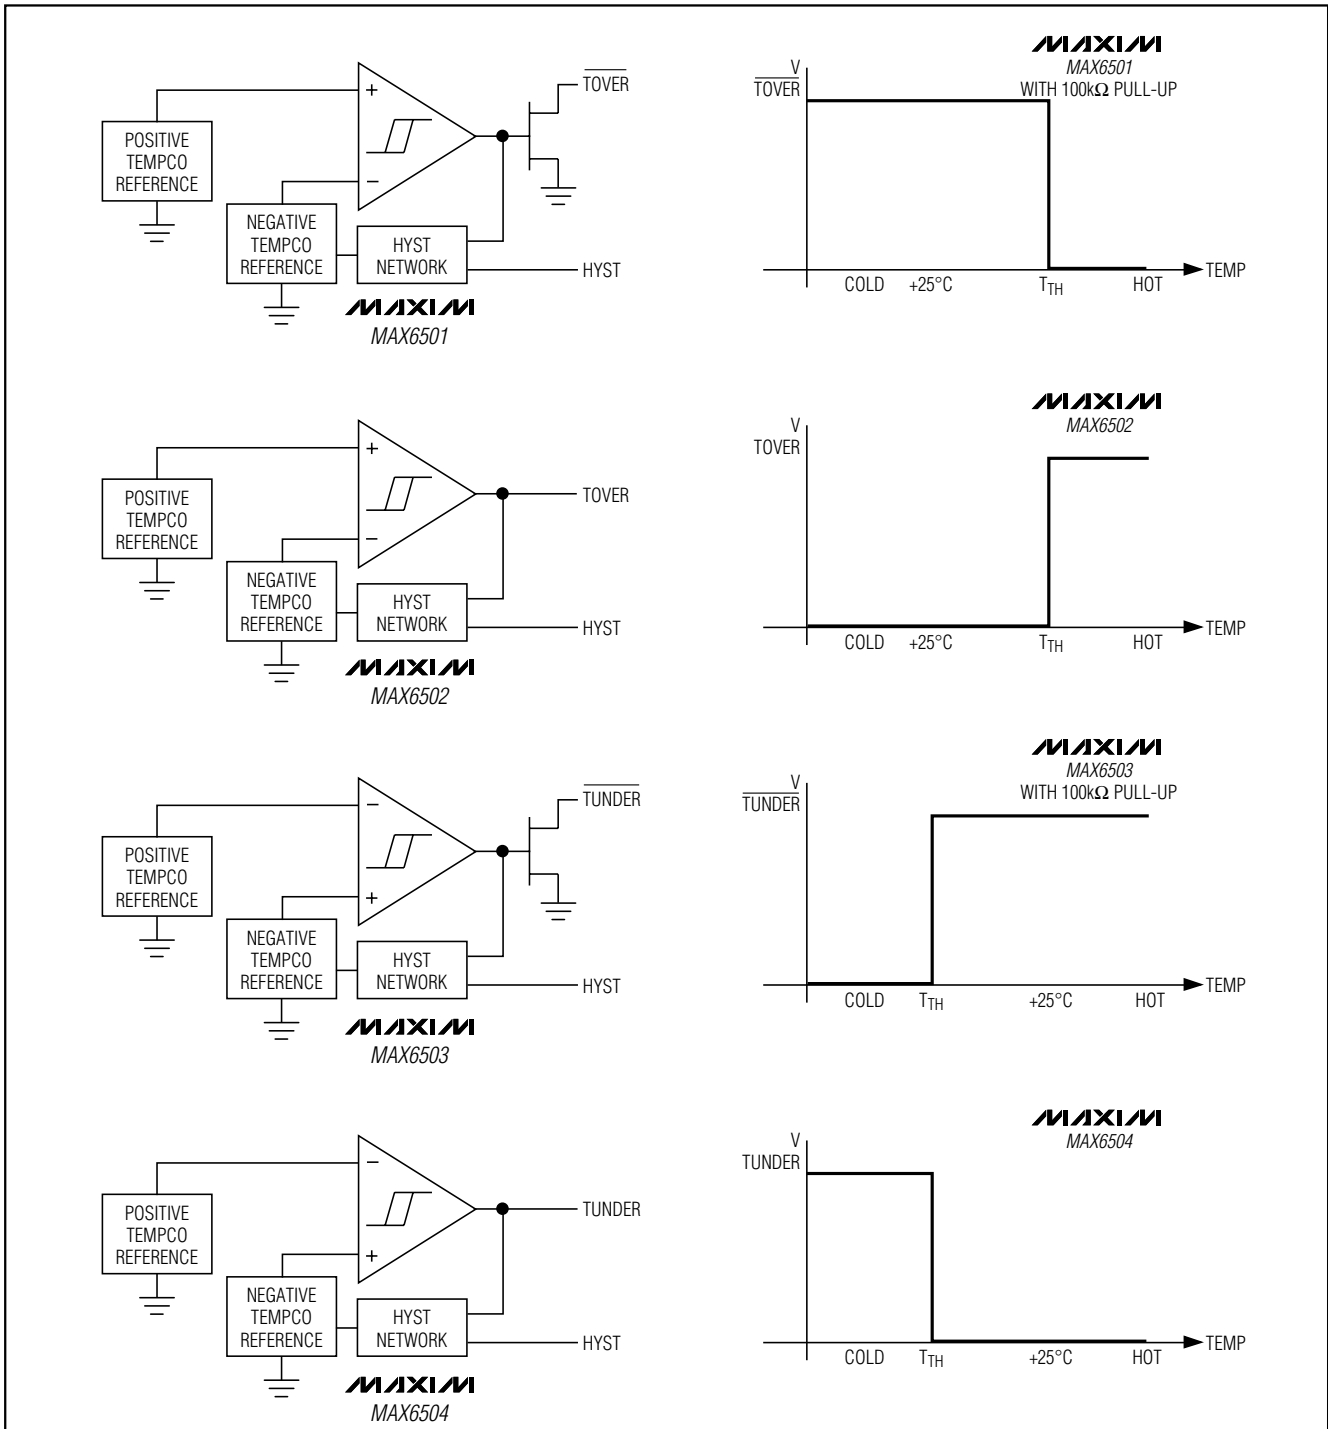 +
TOVER
POSITIVE
TEMPCO
REFERENCE
−
NEGATIVE
TEMPCO
REFERENCE
HYST
NETWORK
HYST
MAXIM
MAX6501
MAXIM
MAX6501
WITH 100kΩ PULL-UP
V
TOVER
COLD
+25°C
TTH
HOT
TEMP
+
TOVER
POSITIVE
TEMPCO
REFERENCE
−
NEGATIVE
TEMPCO
REFERENCE
HYST
NETWORK
HYST
MAXIM
MAX6502
MAXIM
MAX6502
V
TOVER
COLD
+25°C
TTH
HOT
TEMP
−
TUNDER
POSITIVE
TEMPCO
REFERENCE
+
NEGATIVE
TEMPCO
REFERENCE
HYST
NETWORK
HYST
MAXIM
MAX6503
MAXIM
MAX6503
WITH 100kΩ PULL-UP
V
TUNDER
COLD
TTH
+25°C
HOT
TEMP
−
TUNDER
POSITIVE
TEMPCO
REFERENCE
+
NEGATIVE
TEMPCO
REFERENCE
HYST
NETWORK
HYST
MAXIM
MAX6504
MAXIM
MAX6504
V
TUNDER
COLD
TTH
+25°C
HOT
TEMP